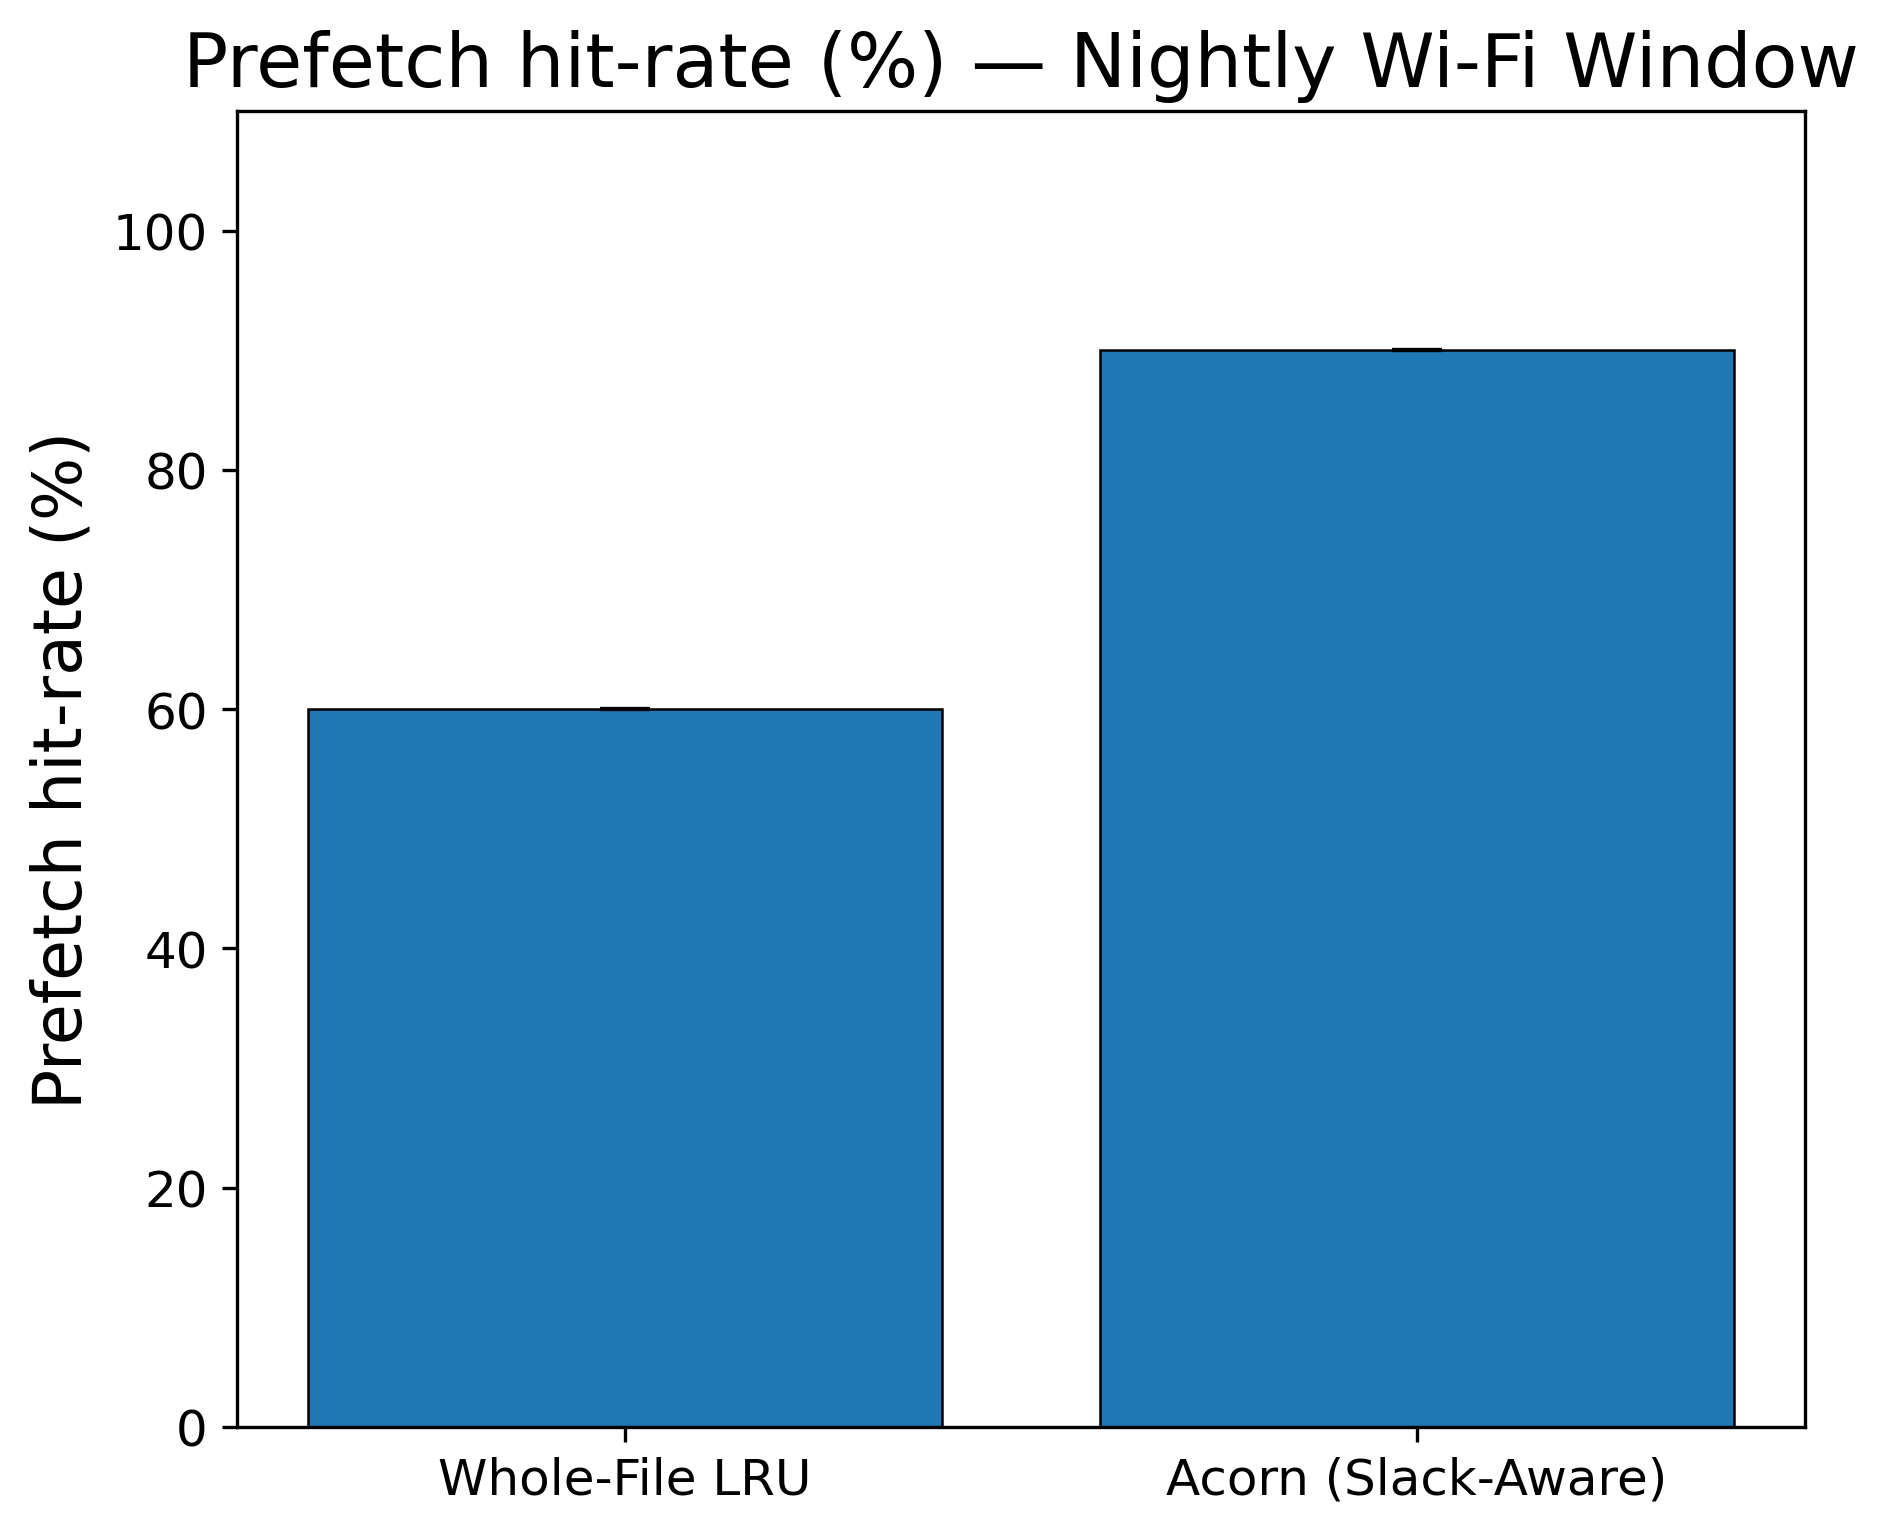 Prefetch hit-rate (%) — Nightly Wi-Fi Window
Prefetch hit-rate (%)
100
80
60
40
20
0
Whole-File LRU
Acorn (Slack-Aware)